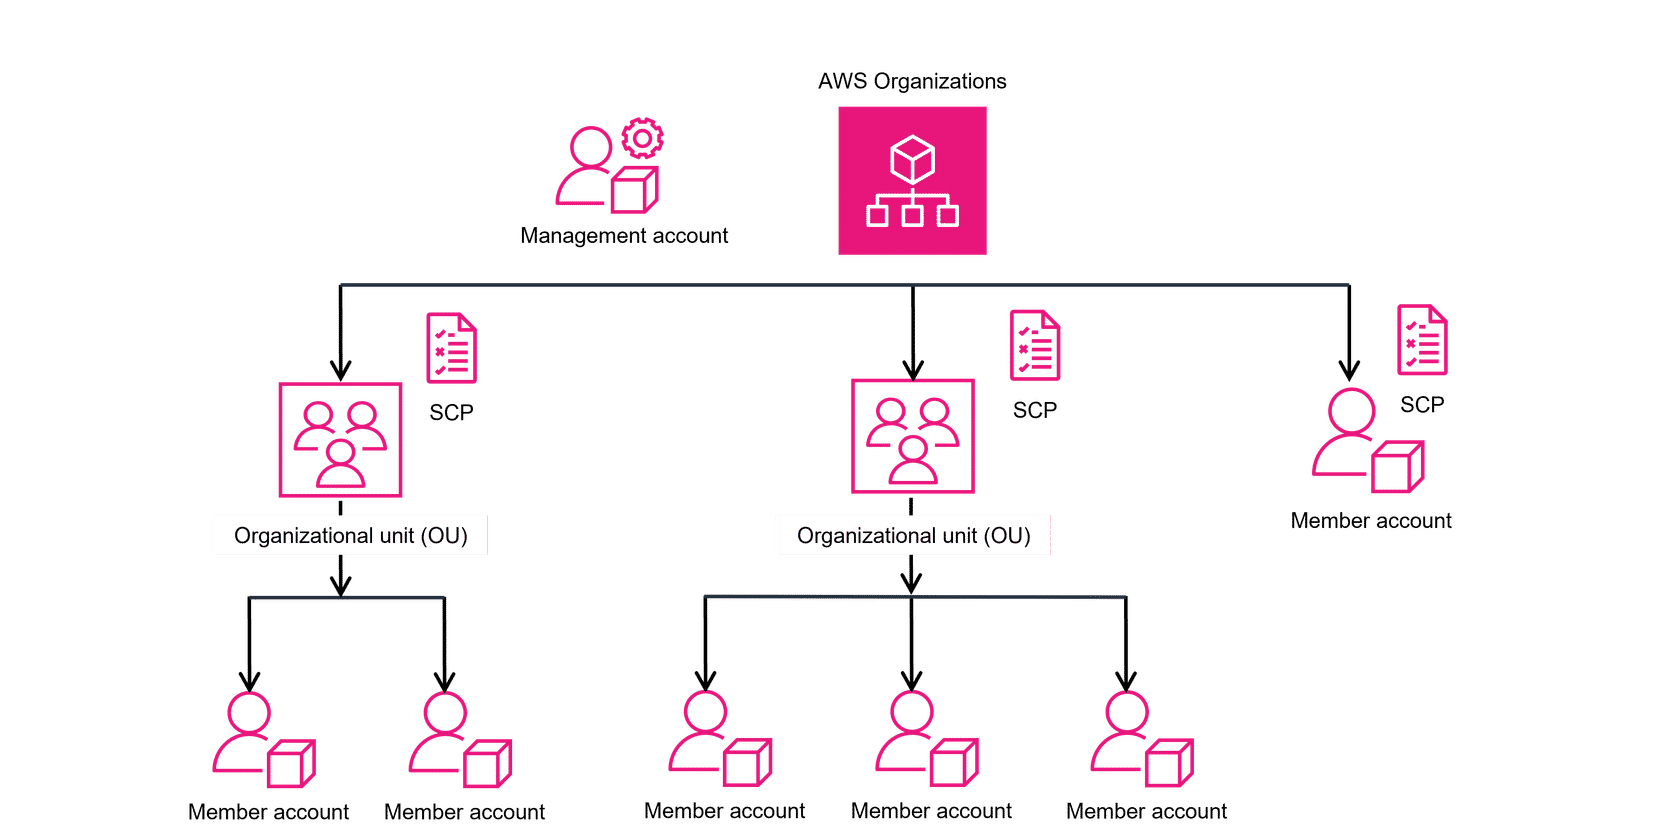 AWS Organizations
Management account
SCP
SCP
SCP
Member account
Organizational unit (OU)
Organizational unit (OU)
Member account
Member account
Member account
Member account
Member account